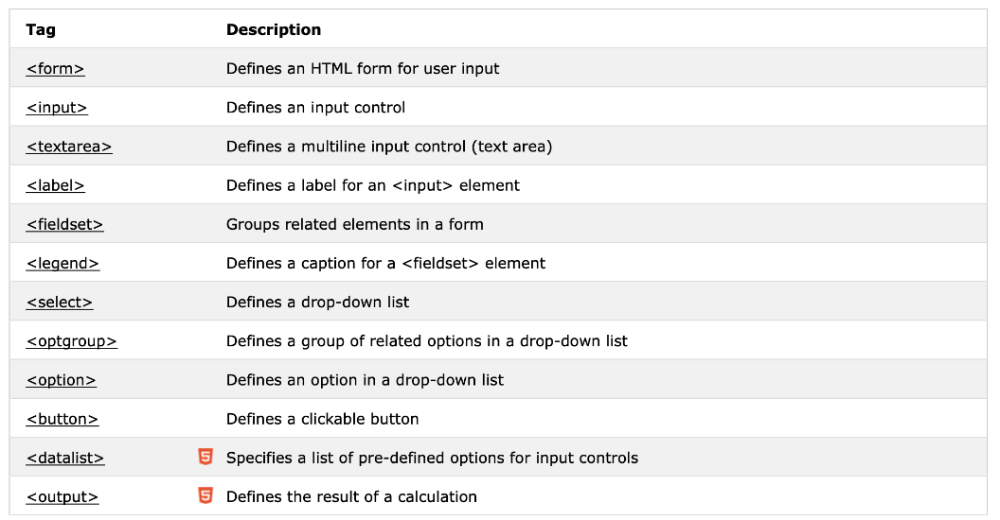 Tag Description
<form> Defines an HTML form for user input
<input> Defines an input control
<textarea> Defines a multiline input control (text area)
<label> Defines a label for an <input> element
<fieldset> Groups related elements in a form
<legend> Defines a caption for a <fieldset> element
<select> Defines a drop-down list
<optgroup> Defines a group of related options in a drop-down list
<option> Defines an option in a drop-down list
<button> Defines a clickable button
<datalist> 5 Specifies a list of pre-defined options for input controls
<output> 5 Defines the result of a calculation